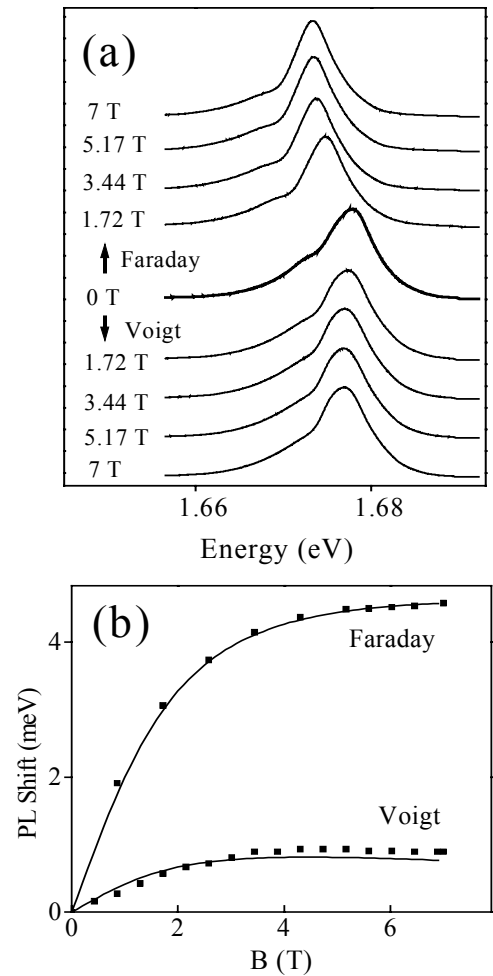 (a)
7 T
5.17 T
3.44 T
1.72 T
Faraday
0 T
Voigt
1.72 T
3.44 T
5.17 T
7 T
1.66 1.68
Energy (eV)
(b)
4
Faraday
PL Shift (meV)
2
Voigt
0
0 2 4 6
B (T)